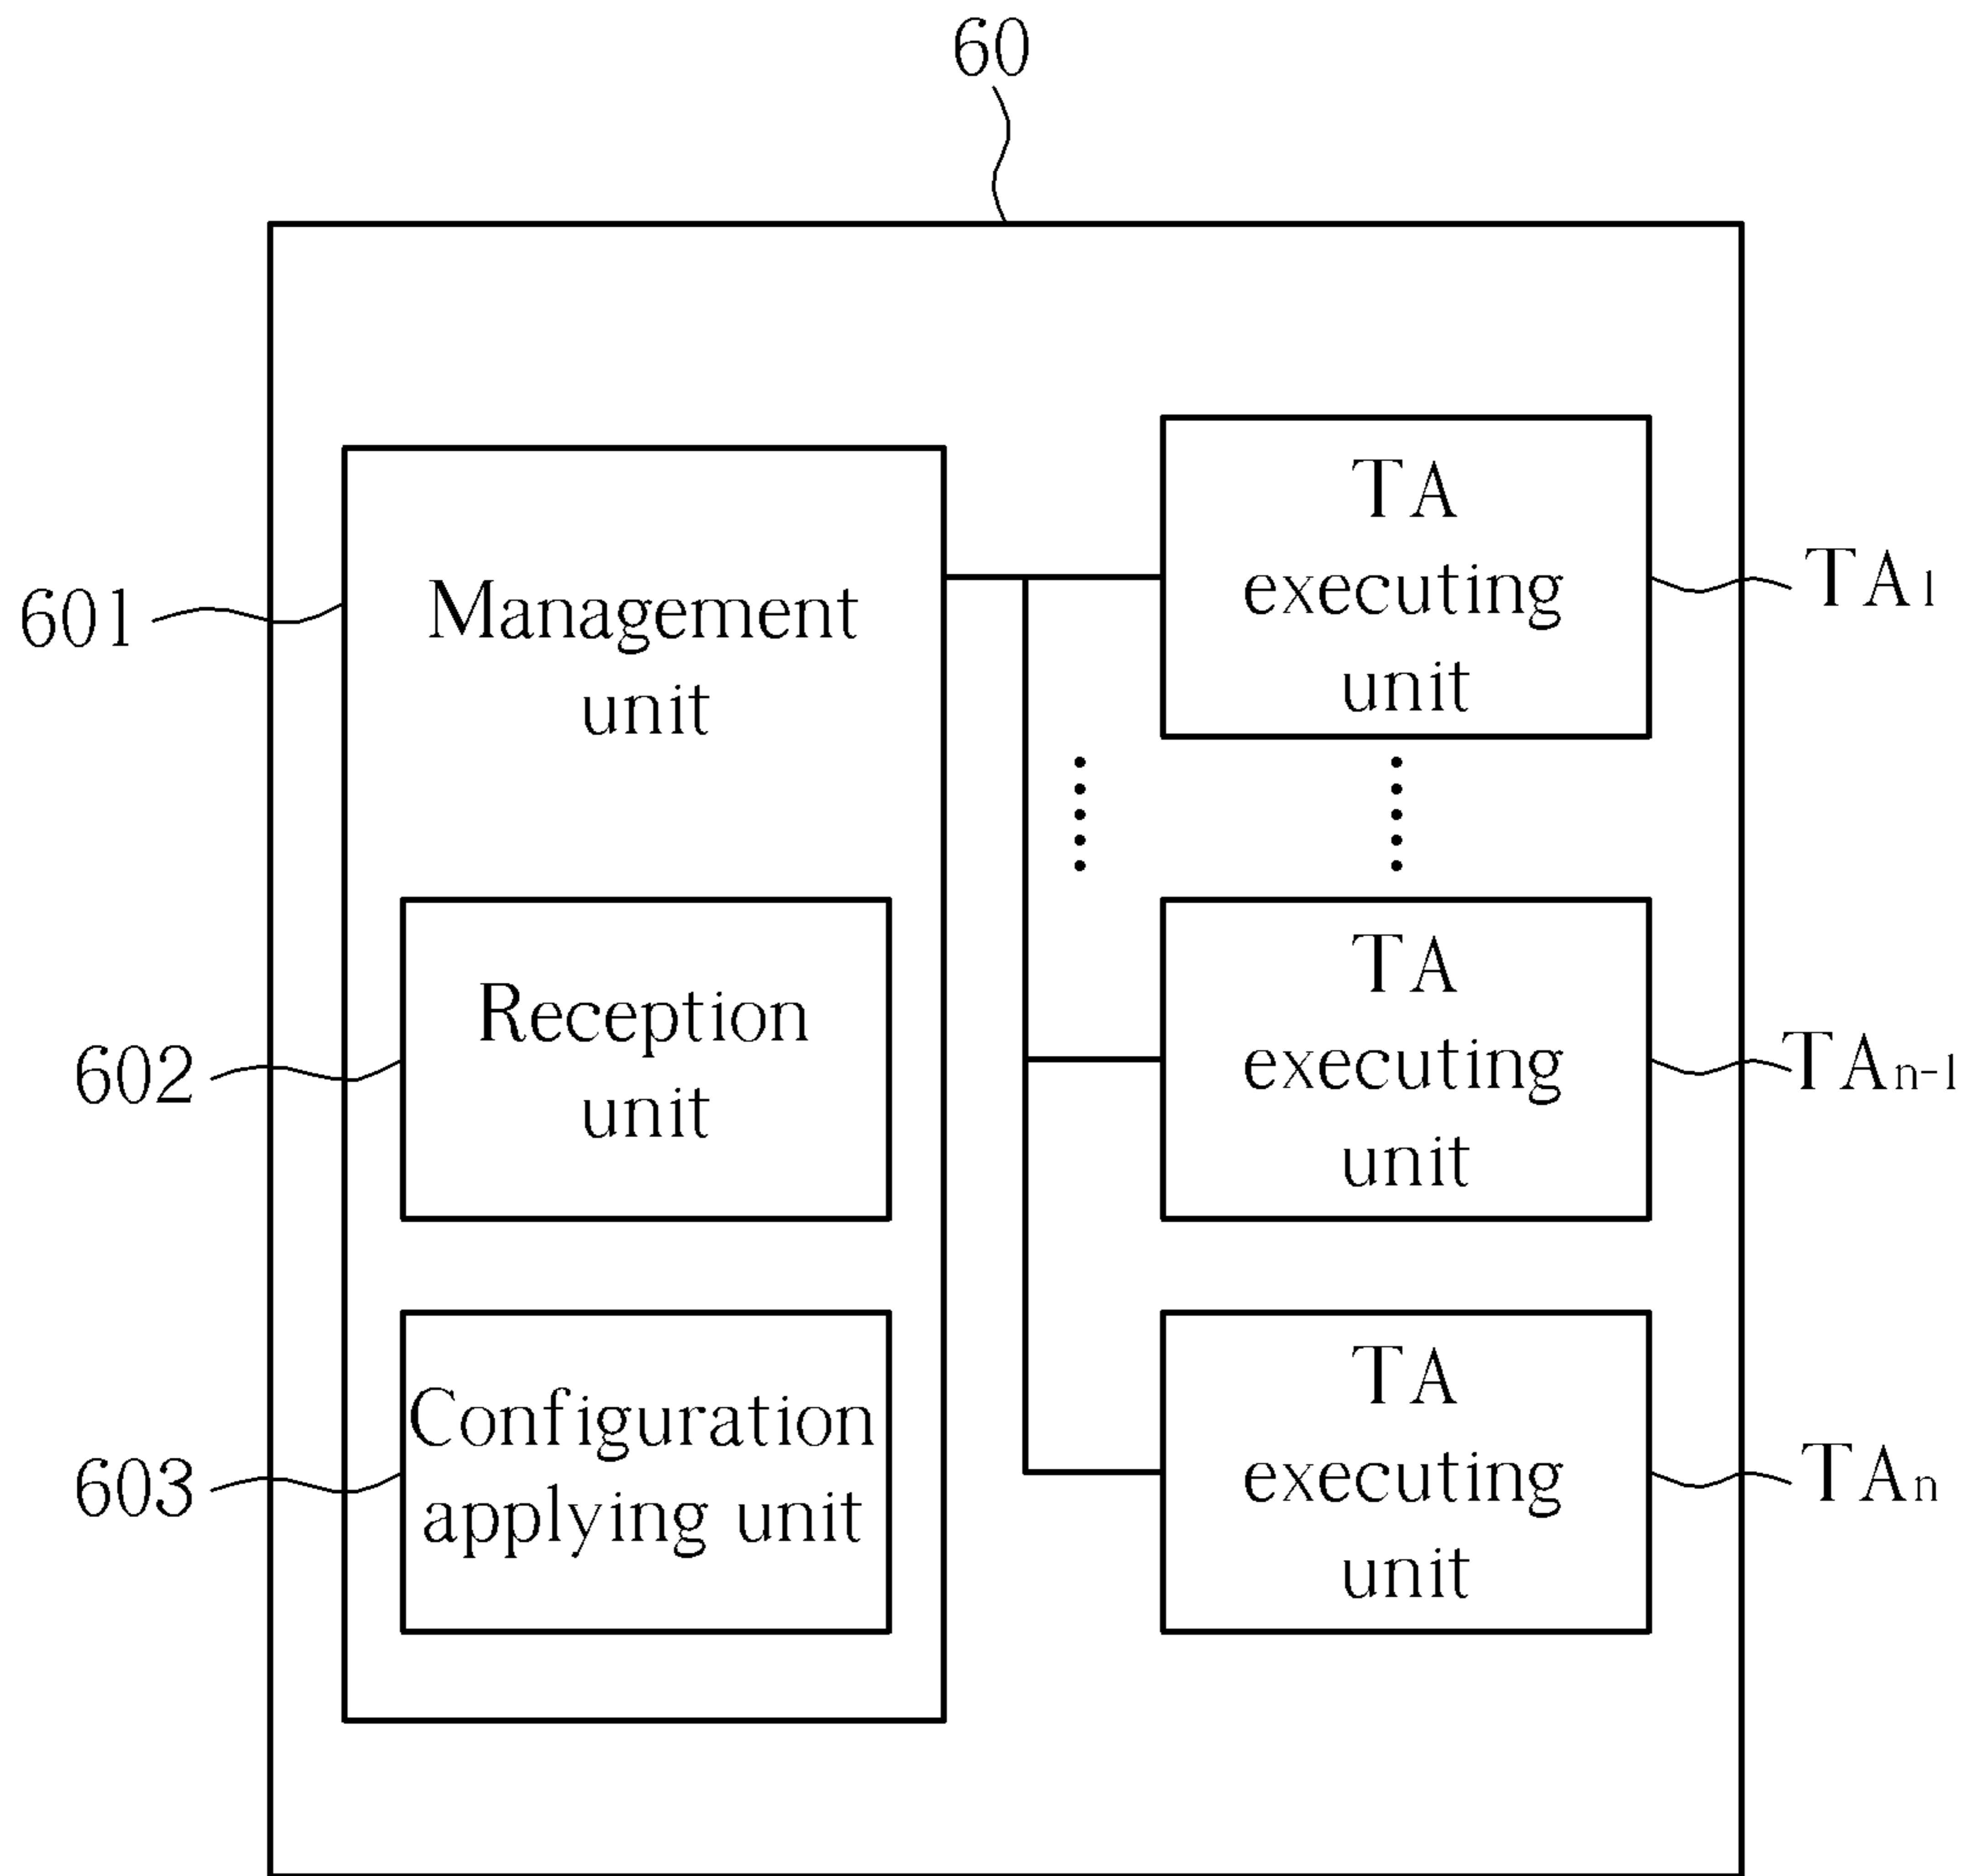 60
601
Management
unit
602
Reception
unit
603
Configuration
applying unit
TA
executing
unit
TA1
TA
executing
unit
TAn-1
TA
executing
unit
TAn